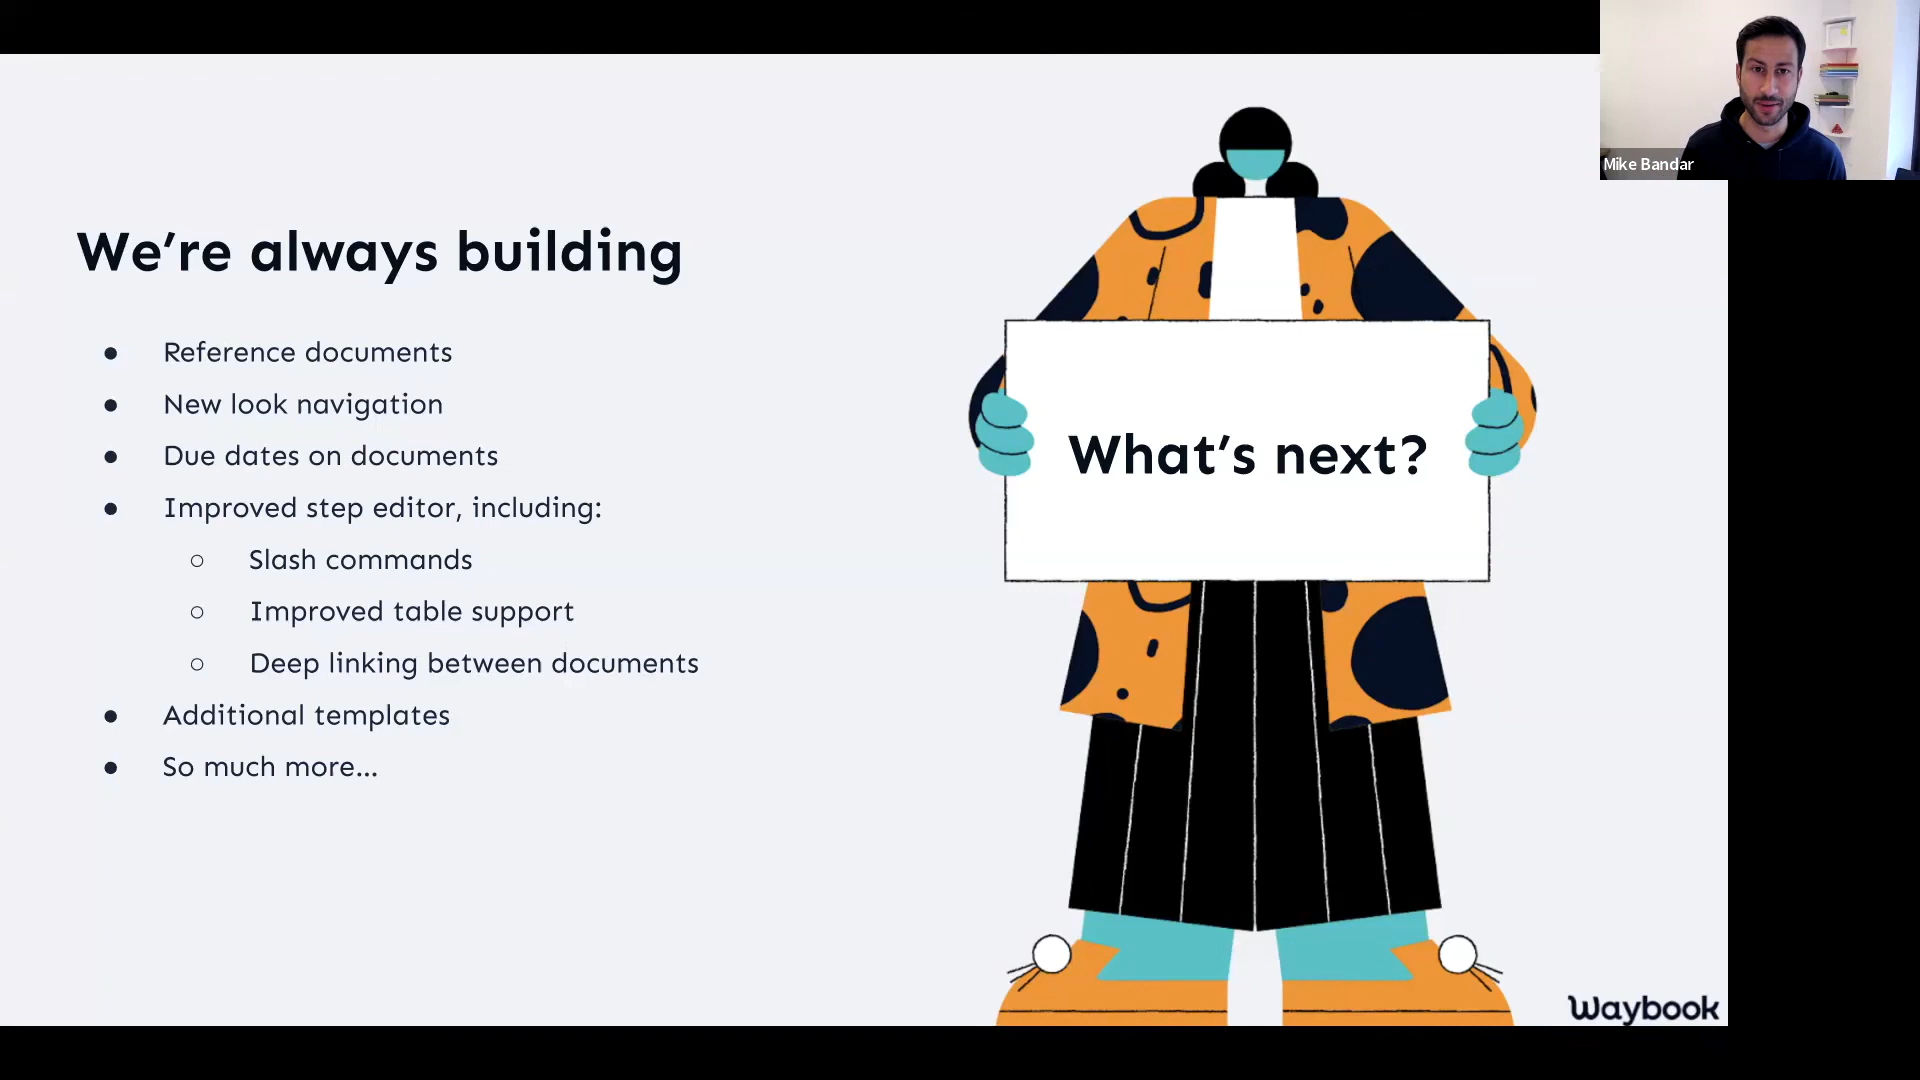 Mike Bandar
We’re always building
Reference documents
New look navigation
Due dates on documents
Improved step editor, including:
Slash commands
Improved table support
Deep linking between documents
Additional templates
So much more...
What’s next?
Waybook